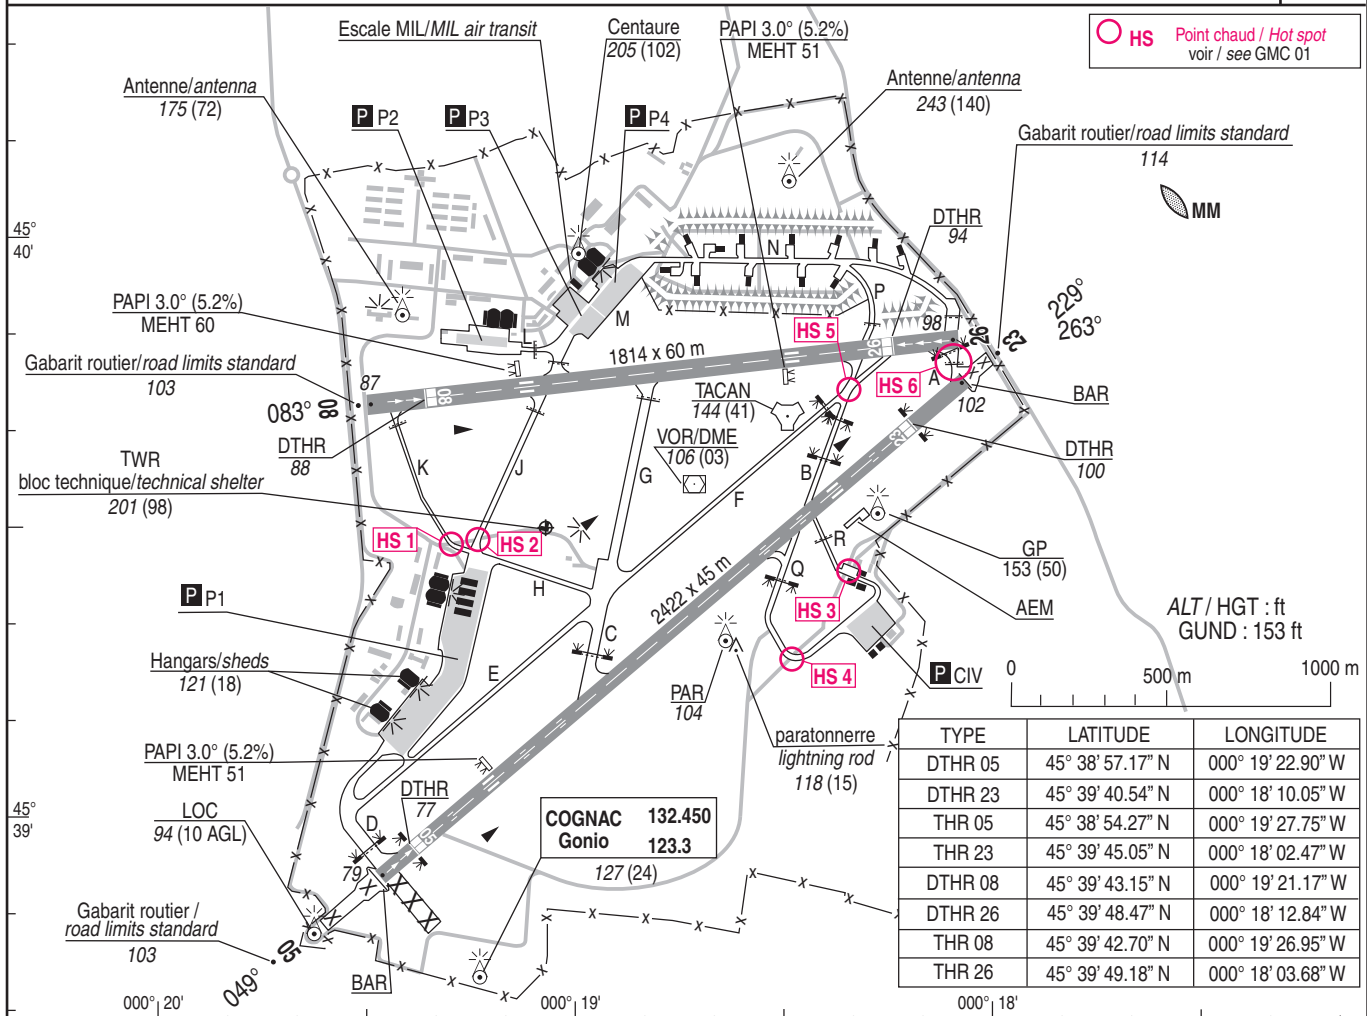 Escale MIL/MIL air transit
Centaure
205 (102)
PAPI 3.0° (5.2%)
MEHT 51
HS Point chaud / Hot spot
voir / see GMC 01
Antenne/antenna
175 (72)
P P2
P P3
P P4
Antenne/antenna
243 (140)
Gabarit routier/road limits standard
114
MM
45°
40'
DTHR
94
N
P
PAPI 3.0° (5.2%)
MEHT 60
L
M
HS 5
98
26
23
229°
263°
Gabarit routier/road limits standard
103
87
1814 x 60 m
26
HS 6
A
102
BAR
083°
08
08
TACAN
144 (41)
DTHR
88
VOR/DME
106 (03)
23
DTHR
100
TWR
bloc technique/technical shelter
201 (98)
K
J
G
F
B
HS 1
HS 2
R
GP
153 (50)
H
Q
HS 3
AEM
P P1
2422 x 45 m
ALT / HGT : ft
GUND : 153 ft
C
Hangars/sheds
121 (18)
E
HS 4
PAR
104
P CIV
0
500 m
1000 m
paratonnerre
lightning rod
118 (15)
PAPI 3.0° (5.2%)
MEHT 51
TYPE LATITUDE LONGITUDE
DTHR 05 45° 38' 57.17" N 000° 19' 22.90" W
DTHR 23 45° 39' 40.54" N 000° 18' 10.05" W
THR 05 45° 38' 54.27" N 000° 19' 27.75" W
THR 23 45° 39' 45.05" N 000° 18' 02.47" W
DTHR 08 45° 39' 43.15" N 000° 19' 21.17" W
DTHR 26 45° 39' 48.47" N 000° 18' 12.84" W
THR 08 45° 39' 42.70" N 000° 19' 26.95" W
THR 26 45° 39' 49.18" N 000° 18' 03.68" W
45°
39'
LOC
94 (10 AGL)
DTHR
77
D
05
COGNAC 132.450
Gonio 123.3
127 (24)
79
Gabarit routier /
road limits standard
103
05
049°
BAR
000° 20'
000° 19'
000° 18'